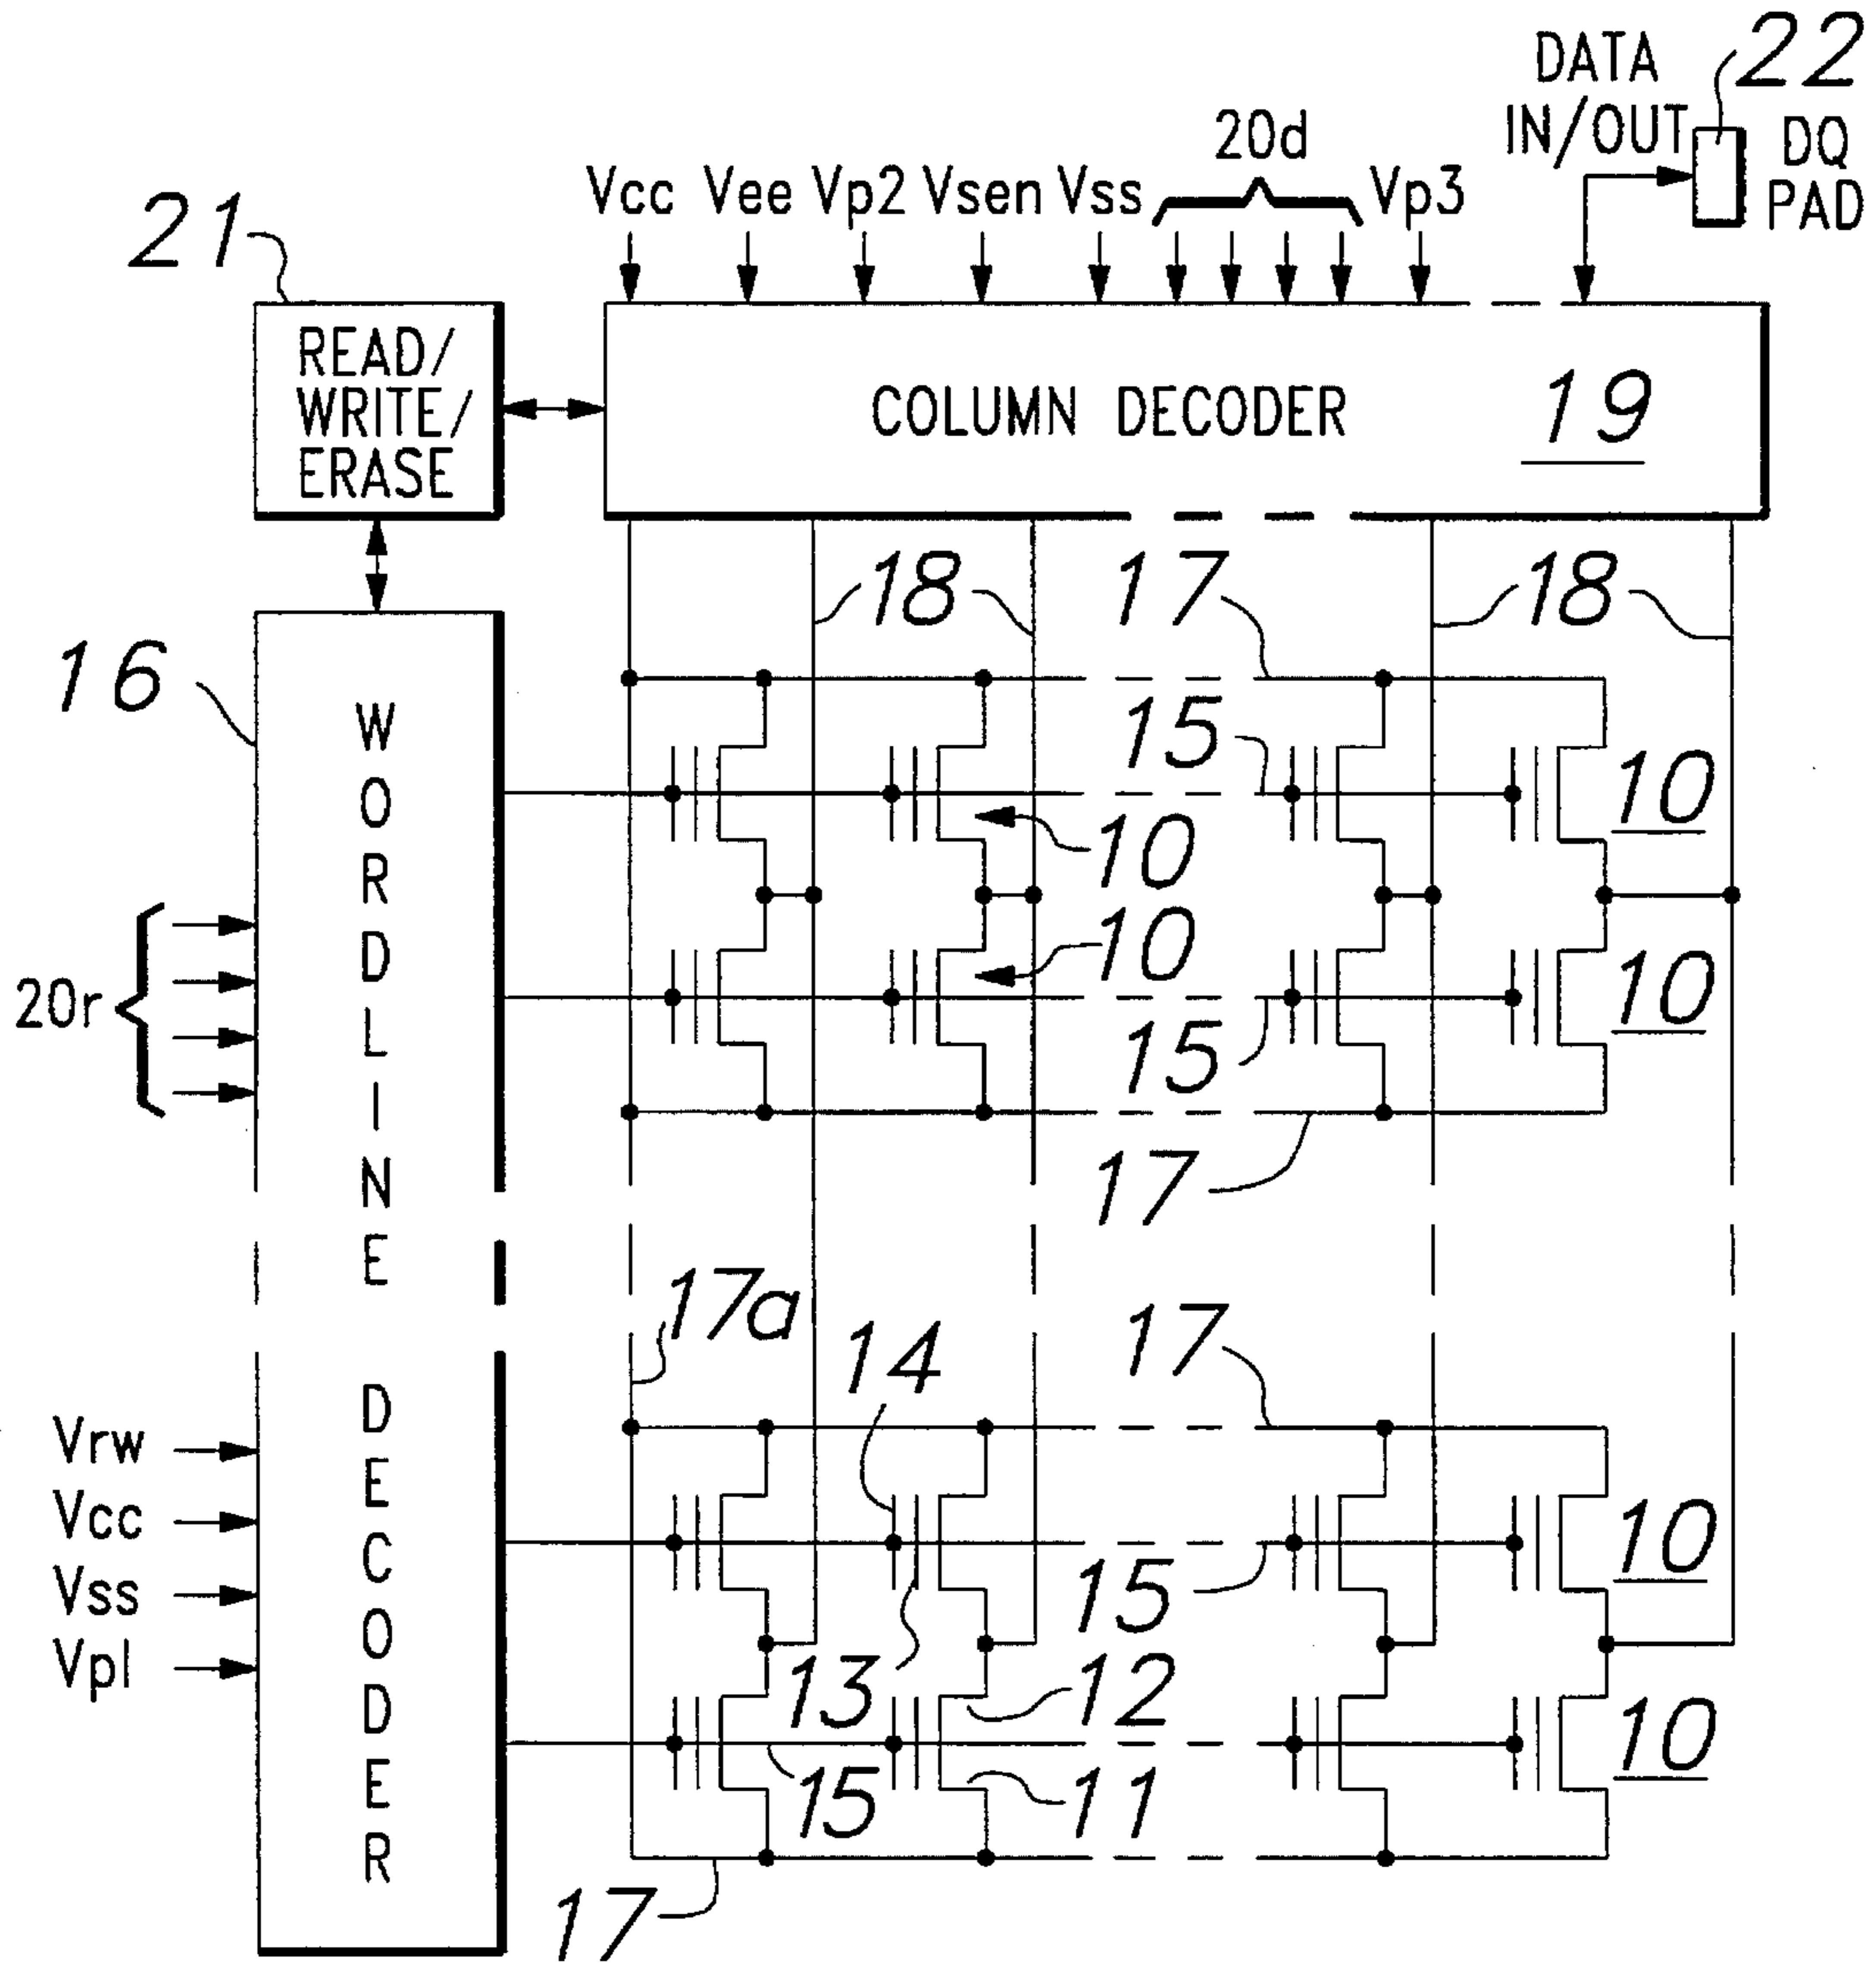 DATA
IN/OUT
22
DQ
PAD
20d
Vcc Vee Vp2 Vsen Vss Vp3
21
READ/
WRITE/
ERASE
COLUMN DECODER
19
18
17
18
16
WORDLINE DECODER
15
10
10
20r
10
10
15
17
17a
14
17
Vrw
Vcc
Vss
Vpl
15
10
13
12
10
15
11
17